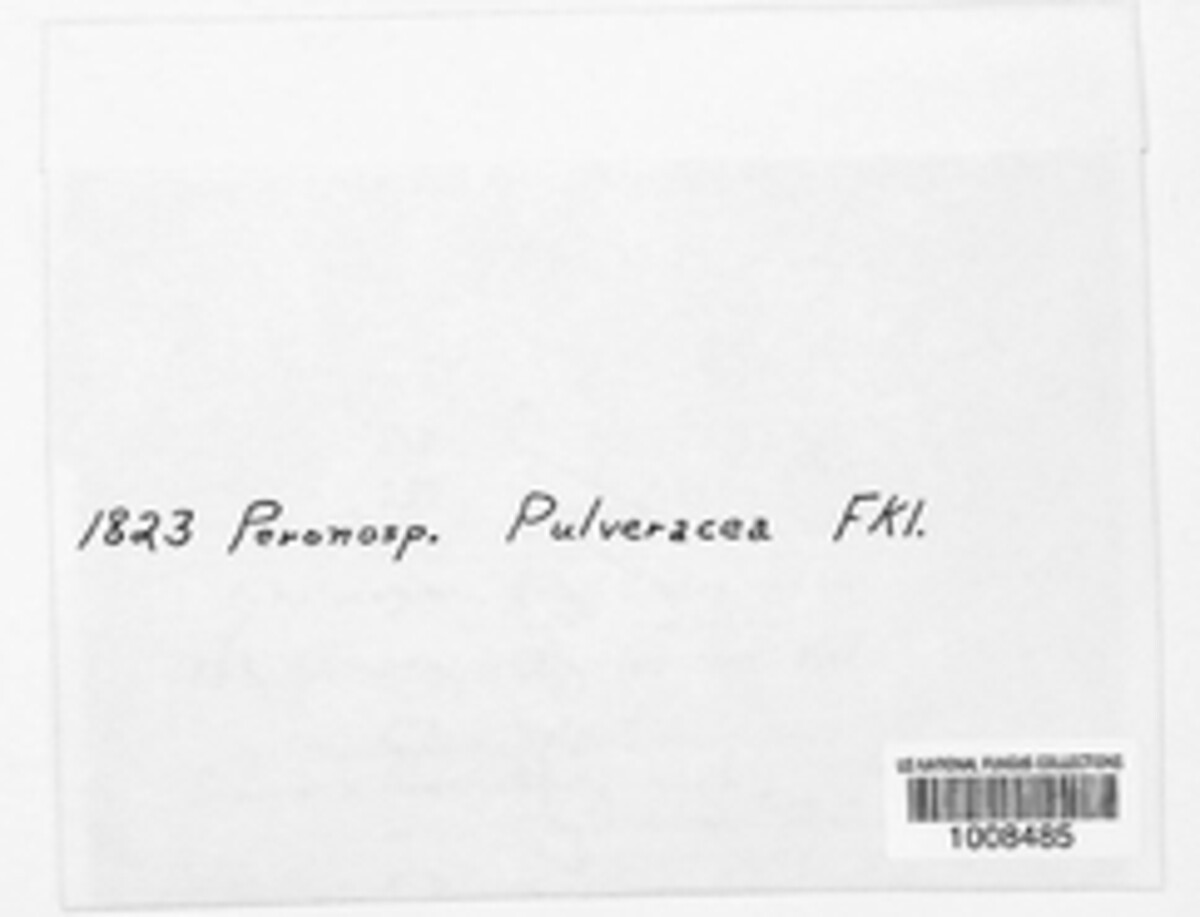 1823 Peronosp. Pulveracea FKl.
US NATIONAL FUNGUS COLLECTIONS
1008485